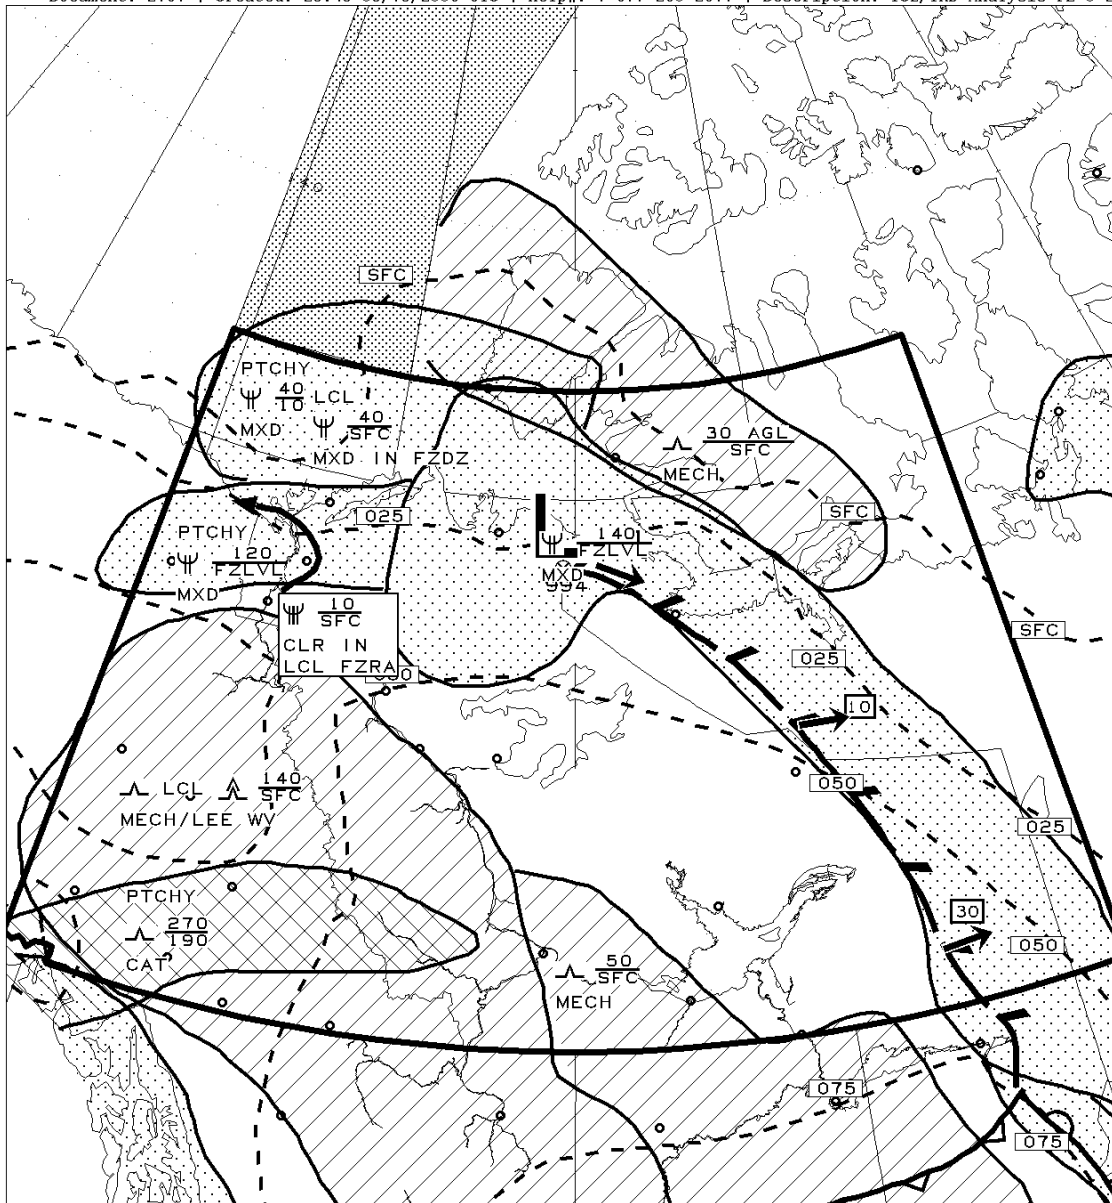 SFC
PTCHY
40
10
LCL
MXD
40
SFC
MXD IN FZDZ
30 AGL
SFC
MECH
025
SFC
PTCHY
120
FZLVL
MXD
140
FZLVL
MXD
994
L
10
SFC
CLR IN
LCL FZRA
SFC
025
10
LCL
140
SFC
MECH/LEE WV
050
025
PTCHY
270
190
CAT
30
050
50
SFC
MECH
075
075